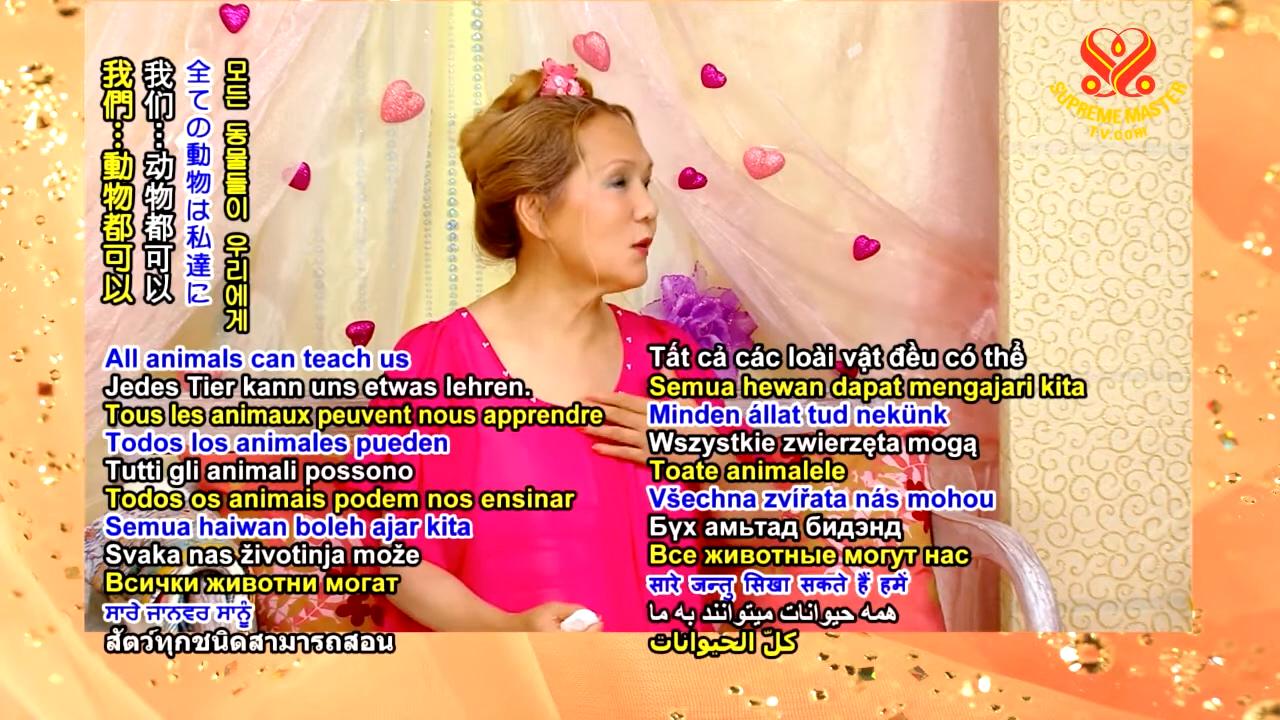 我們…動物都可以
我们…动物都可以
全ての動物は私達に
모든 동물들이 우리에게
SUPREME MASTER
TV.COM
All animals can teach us
Jedes Tier kann uns etwas lehren.
Tous les animaux peuvent nous apprendre
Todos los animales pueden
Tutti gli animali possono
Todos os animais podem nos ensinar
Semua haiwan boleh ajar kita
Svaka nas životinja može
Всички животни могат
ਸਾਰੇ ਜਾਨਵਰ ਸਾਨੂੰ
สัตว์ทุกชนิดสามารถสอน
Tất cả các loài vật đều có thể
Semua hewan dapat mengajari kita
Minden állat tud nekünk
Wszystkie zwierzęta mogą
Toate animalele
Všechna zvířata nás mohou
Бүх амьтад бидэнд
Все животные могут нас
सारे जन्तु सिखा सकते हैं हमें
همه حیوانات میتوانند به ما
كلّ الحيوانات